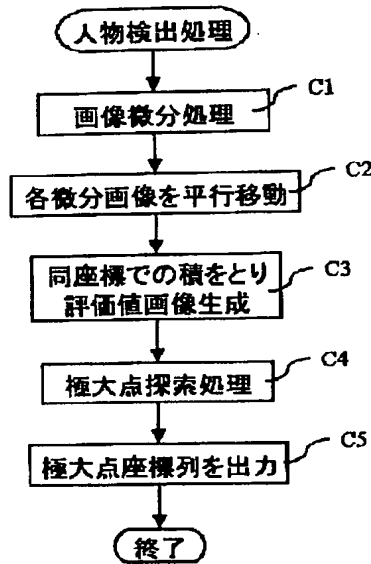 人物検出処理
画像微分処理
C1
各微分画像を平行移動
C2
同座標での積をとり
評価値画像生成
C3
極大点探索処理
C4
極大点座標列を出力
C5
終了